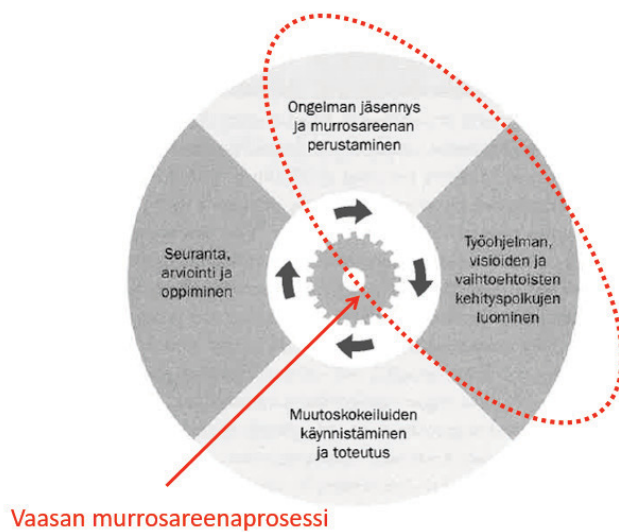 Ongelman jäsennys
ja murrosareenan
perustaminen
Seuranta,
arviointi ja
oppiminen
Työohjelman,
visioiden ja
vaihtoehtoisten
kehityspolkujen
luominen
Muutoskokeiluiden
käynnistäminen
ja toteutus
Vaasan murrosareenaprosessi